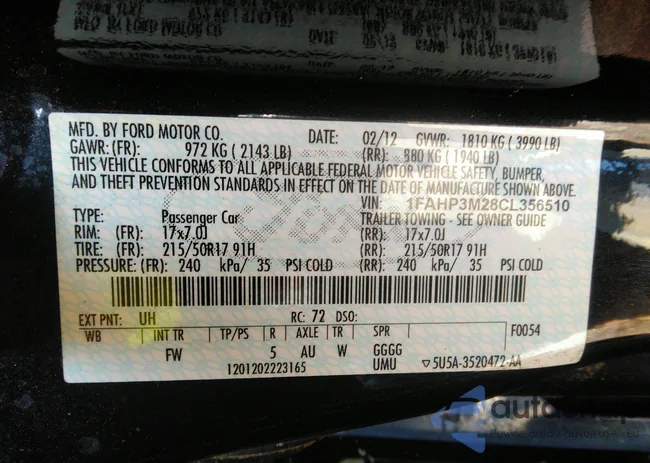 MFD. BY FORD MOTOR CO. DATE: 02/12 GVWR: 1810 KG ( 3990 LB)
GAWR: (FR): 972 KG ( 2143 LB) (RR): 880 KG ( 1940 LB)
THIS VEHICLE CONFORMS TO ALL APPLICABLE FEDERAL MOTOR VEHICLE SAFETY, BUMPER,
AND THEFT PREVENTION STANDARDS IN EFFECT ON THE DATE OF MANUFACTURE SHOWN ABOVE.
VIN: 1FAHP3M28CL356510
TYPE: Passenger Car TRAILER TOWING - SEE OWNER GUIDE
RIM: (FR): 17x7.0J (RR): 17x7.0J
TIRE: (FR): 215/50R17 91H (RR): 215/50R17 91H
PRESSURE: (FR): 240 kPa/ 35 PSI COLD (RR): 240 kPa/ 35 PSI COLD
EXT PNT: UH RC: 72 DSO:
WB INT TR TP/PS R AXLE TR SPR F0054
FW 5 AU W GGGG
1201202223165 UMU ▽5U5A-3520472-AA